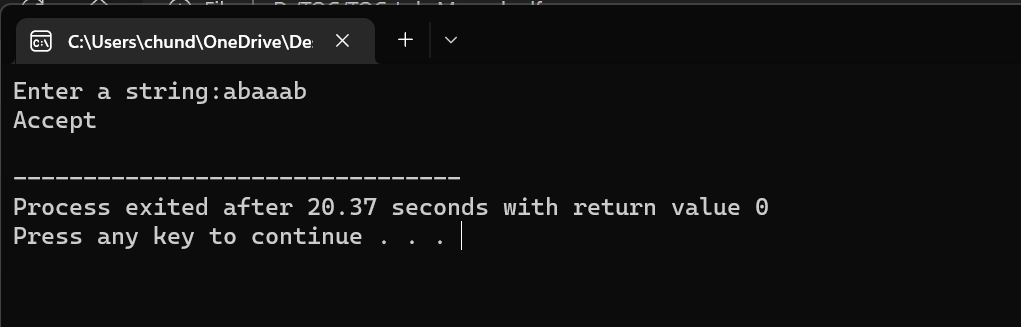 C:\Users\chund\OneDrive\De
Enter a string:abaaab
Accept
--------------------------------
Process exited after 20.37 seconds with return value 0
Press any key to continue . . .